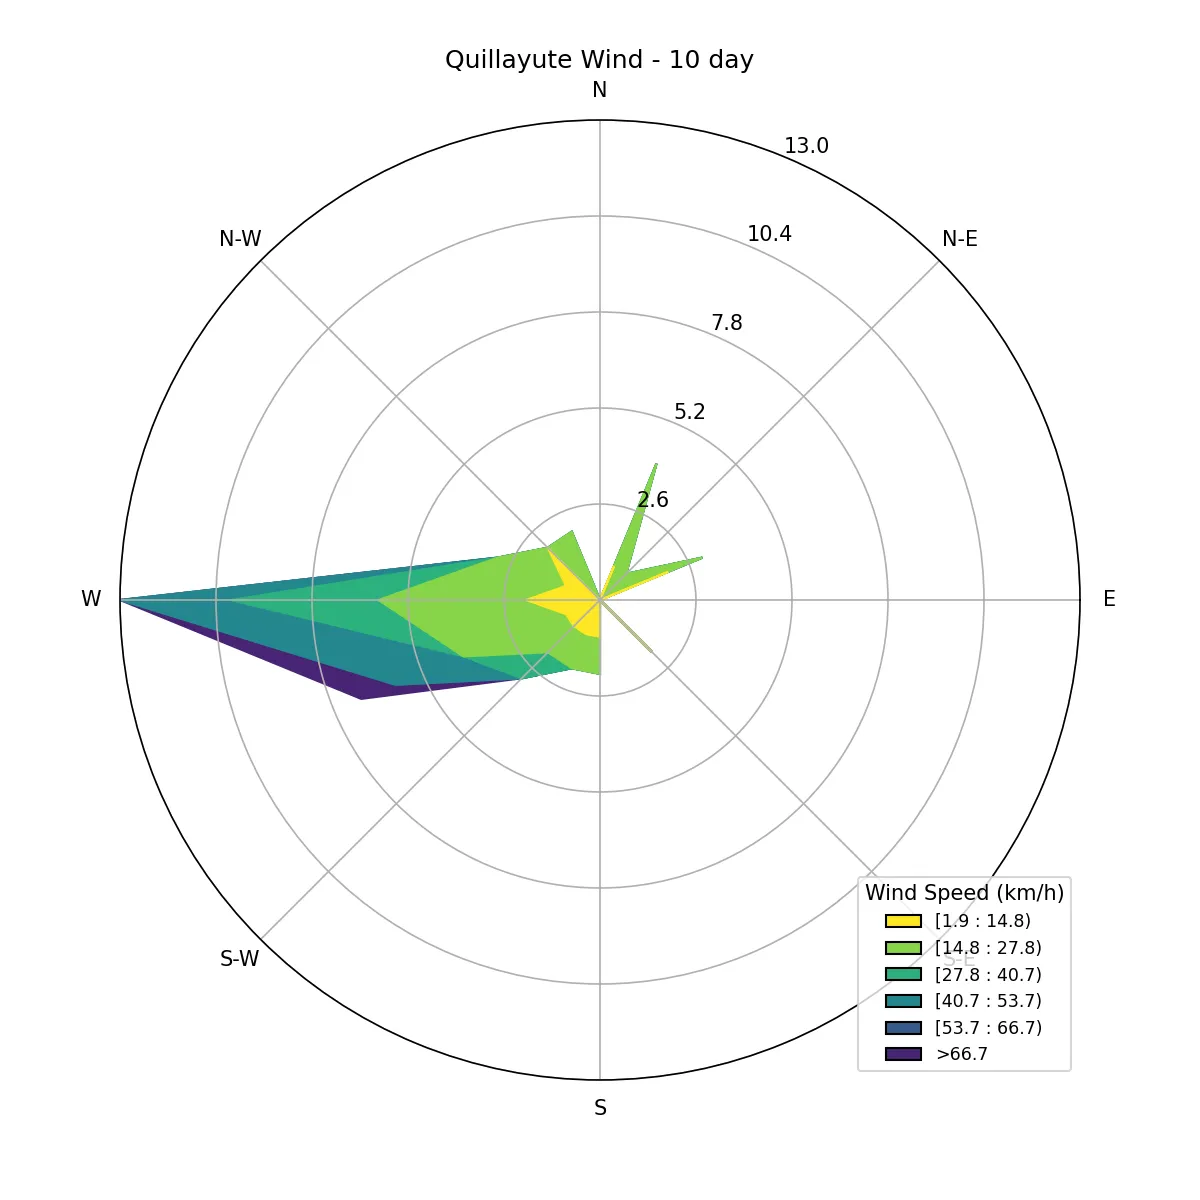 Quillayute Wind - 10 day
N
13.0
10.4
N-W
N-E
7.8
5.2
2.6
W
E
S-W
S-E
S
Wind Speed (km/h)
[1.9 : 14.8)
[14.8 : 27.8)
[27.8 : 40.7)
[40.7 : 53.7)
[53.7 : 66.7)
>66.7